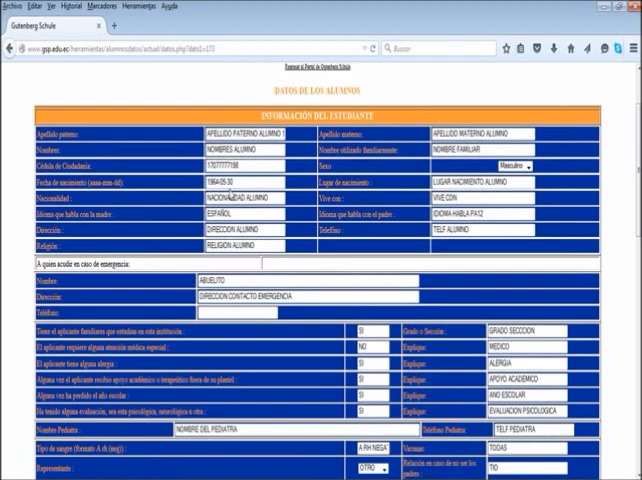 Archivo Editar Ver Historial Marcadores Herramientas Ayuda
Gutenberg Schule
www.gsp.edu.ec/herramientas/alumnosdatos/actual/datos.php?dato1=173
Buscar
Regresar al Portal de Gutenberg Schule
DATOS DE LOS ALUMNOS
INFORMACIÓN DEL ESTUDIANTE
Apellido paterno: APELLIDO PATERNO ALUMNO 1 Apellido materno: APELLIDO MATERNO ALUMNO
Nombres: NOMBRES ALUMNO Nombre utilizado familiarmente: NOMBRE FAMILIAR
Cédula de Ciudadania: 17077777198 Sexo Masculino
Fecha de nacimiento (aaaa-mm-dd): 1964-05-30 Lugar de nacimiento : LUGAR NACIMIENTO ALUMNO
Nacionalidad : NACIONALIDAD ALUMNO Vive con : VIVE CON
Idioma que habla con la madre : ESPAÑOL Idioma que habla con el padre : IDIOMA HABLA PA12
Dirección : DIRECCION ALUMNO Telefóno : TELF ALUMNO
Religión : RELIGION ALUMNO
A quien acudir en caso de emergencia:
Nombre: ABUELITO
Dirección: DIRECCION CONTACTO EMERGENCIA
Teléfono:
Tiene el aplicante familiares que estudien en esta institución : SI Grado o Sección : GRADO SECCCION
El aplicante requiere alguna atención médica especial : NO Explique: MEDICO
El aplicante tiene alguna alergia : SI Explique: ALERGIA
Alguna vez el aplicante recibio apoyo académico o terapeútico fuera de su plantel : SI Explique: APOYO ACADEMICO
Alguna vez ha perdido el año escolar : SI Explique: ANO ESCOLAR
Ha tenido alguna evaluación, sea esta psicológica, neurológica u otra : SI Explique: EVALUACION PSICOLOGICA
Nombre Pediatra : NOMBRE DEL PEDIATRA Teléfono Pediatra: TELF PEDIATRA
Tipo de sangre (formato A rh (neg)) : A RH NEGA Vacunas: TODAS
Representante : OTRO Relación en caso de no ser los padres : TIO